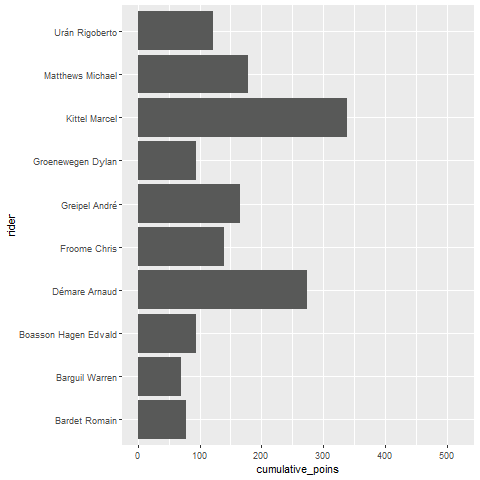 Urán Rigoberto
Matthews Michael
Kittel Marcel
Groenewegen Dylan
Greipel André
Froome Chris
Démare Arnaud
Boasson Hagen Edvald
Barguil Warren
Bardet Romain
rider
0 100 200 300 400 500
cumulative_poins